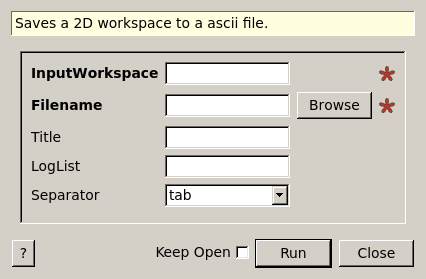 Saves a 2D workspace to a ascii file.
InputWorkspace
Filename
Browse
Title
LogList
Separator
tab
?
Keep Open
Run
Close